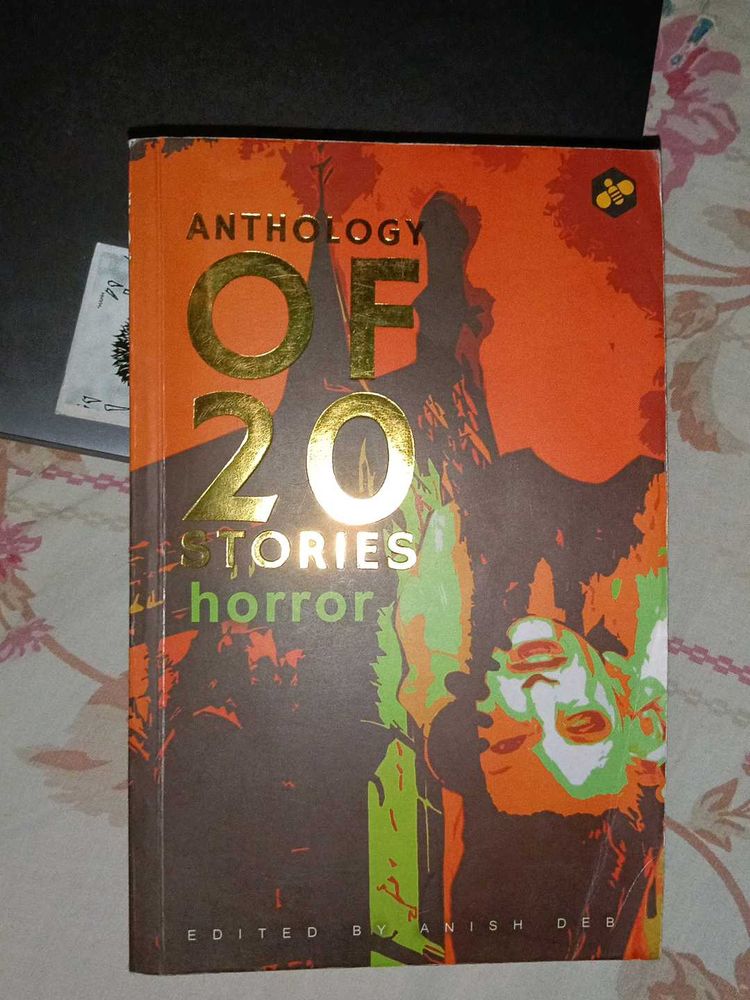 ANTHOLOGY
OF
20
STORIES
horror
EDITED BY ANISH DEB